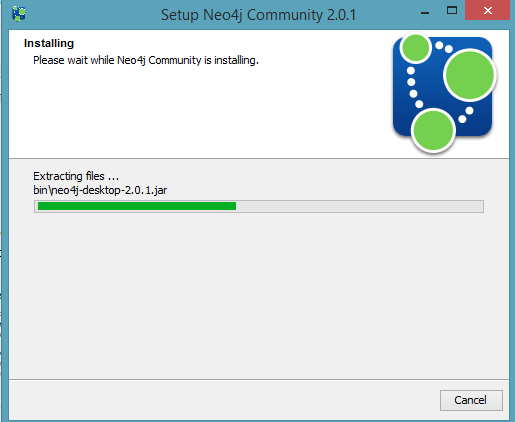 Setup Neo4j Community 2.0.1
Installing
Please wait while Neo4j Community is installing.
Extracting files ...
bin\neo4j-desktop-2.0.1.jar
Cancel